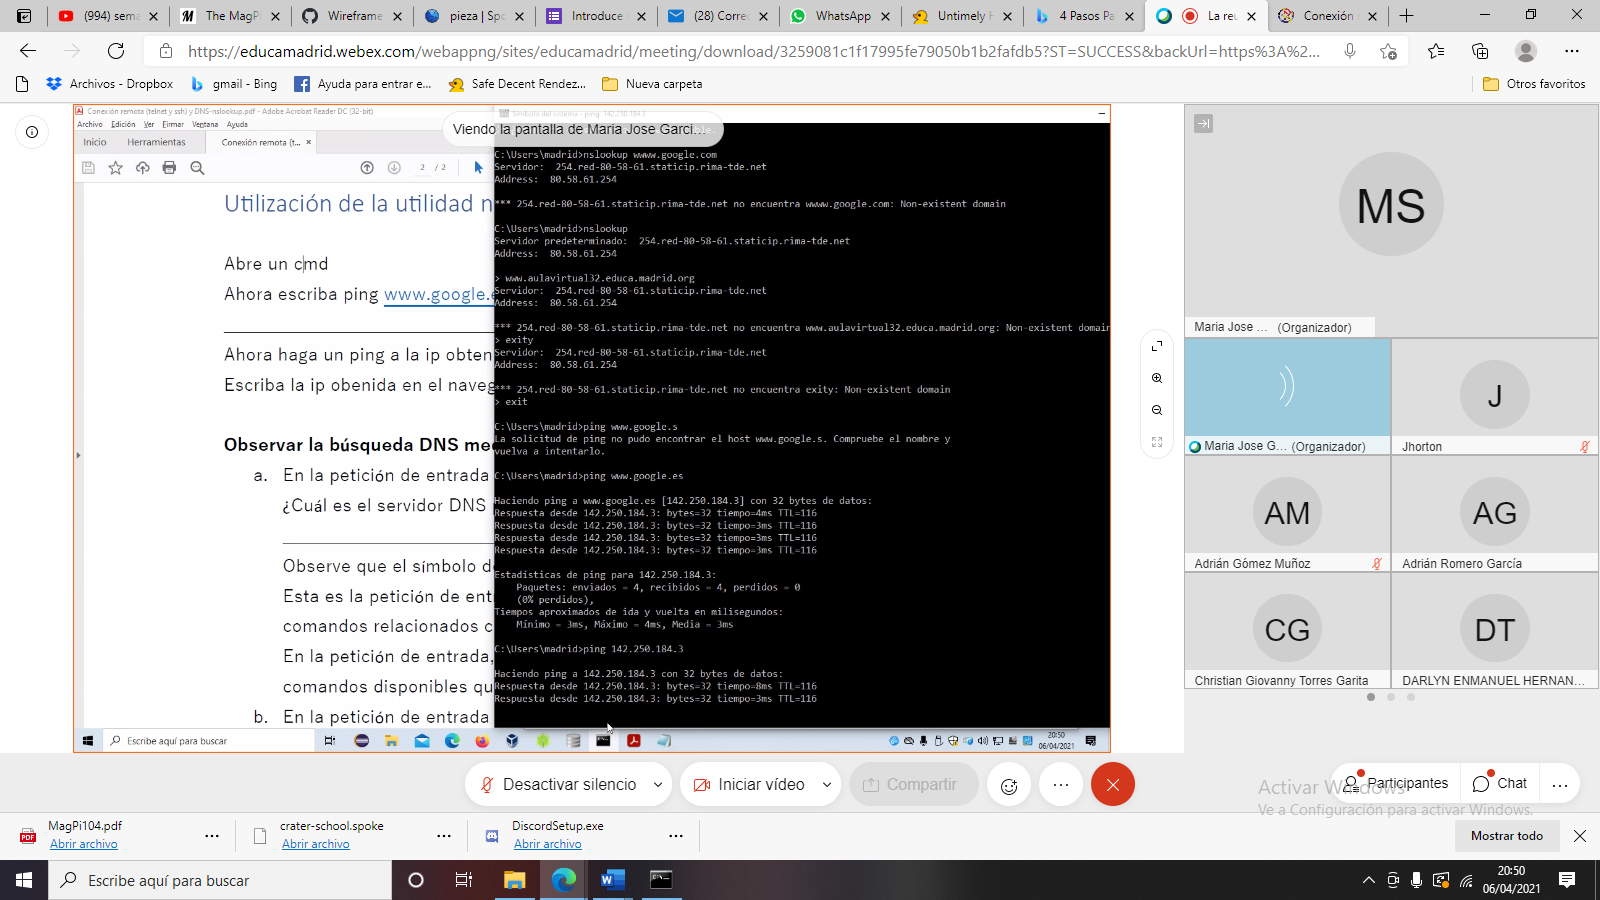 (994) sema
The MagPi
Wireframe
pieza | Spo
Introduce
(28) Correo
WhatsApp
Untimely H
4 Pasos Pa
La reu
Conexión
https://educamadrid.webex.com/webappng/sites/educamadrid/meeting/download/3259081c1f17995fe79050b1b2fafdb5?ST=SUCCESS&backUrl=https%3A%2...
Archivos - Dropbox
gmail - Bing
Ayuda para entrar e...
Safe Decent Rendez...
Nueva carpeta
Otros favoritos
Conexión remota (telnet y ssh) y DNS-nslookup.pdf - Adobe Acrobat Reader DC (32-bit)
Archivo Edición Ver Firmar Ventana Ayuda
Inicio Herramientas Conexión remota (t... ×
2 / 2
Utilización de la utilidad n
Abre un cmd
Ahora escriba ping www.google.e
Ahora haga un ping a la ip obten
Escriba la ip obenida en el naveg
Observar la búsqueda DNS med
a. En la petición de entrada
¿Cuál es el servidor DNS
Observe que el símbolo de
Esta es la petición de ent
comandos relacionados c
En la petición de entrada,
comandos disponibles qu
b. En la petición de entrada
Símbolo del sistema - ping 142.250.184.3
Viendo la pantalla de Maria Jose Garci...
C:\Users\madrid>nslookup wwww.google.com
Servidor: 254.red-80-58-61.staticip.rima-tde.net
Address: 80.58.61.254
*** 254.red-80-58-61.staticip.rima-tde.net no encuentra wwww.google.com: Non-existent domain
C:\Users\madrid>nslookup
Servidor predeterminado: 254.red-80-58-61.staticip.rima-tde.net
Address: 80.58.61.254
> www.aulavirtual32.educa.madrid.org
Servidor: 254.red-80-58-61.staticip.rima-tde.net
Address: 80.58.61.254
*** 254.red-80-58-61.staticip.rima-tde.net no encuentra www.aulavirtual32.educa.madrid.org: Non-existent domain
> exity
Servidor: 254.red-80-58-61.staticip.rima-tde.net
Address: 80.58.61.254
*** 254.red-80-58-61.staticip.rima-tde.net no encuentra exity: Non-existent domain
> exit
C:\Users\madrid>ping www.google.s
La solicitud de ping no pudo encontrar el host www.google.s. Compruebe el nombre y
vuelva a intentarlo.
C:\Users\madrid>ping www.google.es
Haciendo ping a www.google.es [142.250.184.3] con 32 bytes de datos:
Respuesta desde 142.250.184.3: bytes=32 tiempo=4ms TTL=116
Respuesta desde 142.250.184.3: bytes=32 tiempo=3ms TTL=116
Respuesta desde 142.250.184.3: bytes=32 tiempo=3ms TTL=116
Respuesta desde 142.250.184.3: bytes=32 tiempo=3ms TTL=116
Estadísticas de ping para 142.250.184.3:
Paquetes: enviados = 4, recibidos = 4, perdidos = 0
(0% perdidos),
Tiempos aproximados de ida y vuelta en milisegundos:
Mínimo = 3ms, Máximo = 4ms, Media = 3ms
C:\Users\madrid>ping 142.250.184.3
Haciendo ping a 142.250.184.3 con 32 bytes de datos:
Respuesta desde 142.250.184.3: bytes=32 tiempo=8ms TTL=116
Respuesta desde 142.250.184.3: bytes=32 tiempo=3ms TTL=116
Escribe aquí para buscar
20:50
06/04/2021
MS
Maria Jose ... (Organizador)
Maria Jose G... (Organizador)
J
Jhorton
AM
Adrián Gómez Muñoz
AG
Adrián Romero García
CG
Christian Giovanny Torres Garita
DT
DARLYN ENMANUEL HERNAN...
Desactivar silencio
Iniciar vídeo
Compartir
Participantes
Chat
Activar Windows
Ve a Configuración para activar Windows.
MagPi104.pdf
Abrir archivo
crater-school.spoke
Abrir archivo
DiscordSetup.exe
Abrir archivo
Mostrar todo
Escribe aquí para buscar
20:50
06/04/2021